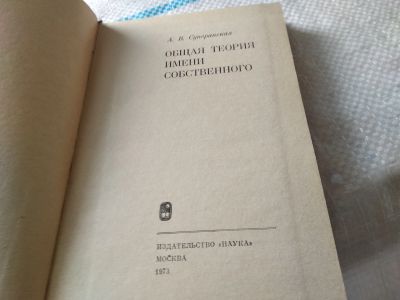 А. В. Суперанская
ОБЩАЯ ТЕОРИЯ
ИМЕНИ
СОБСТВЕННОГО
ИЗДАТЕЛЬСТВО «НАУКА»
МОСКВА
1973